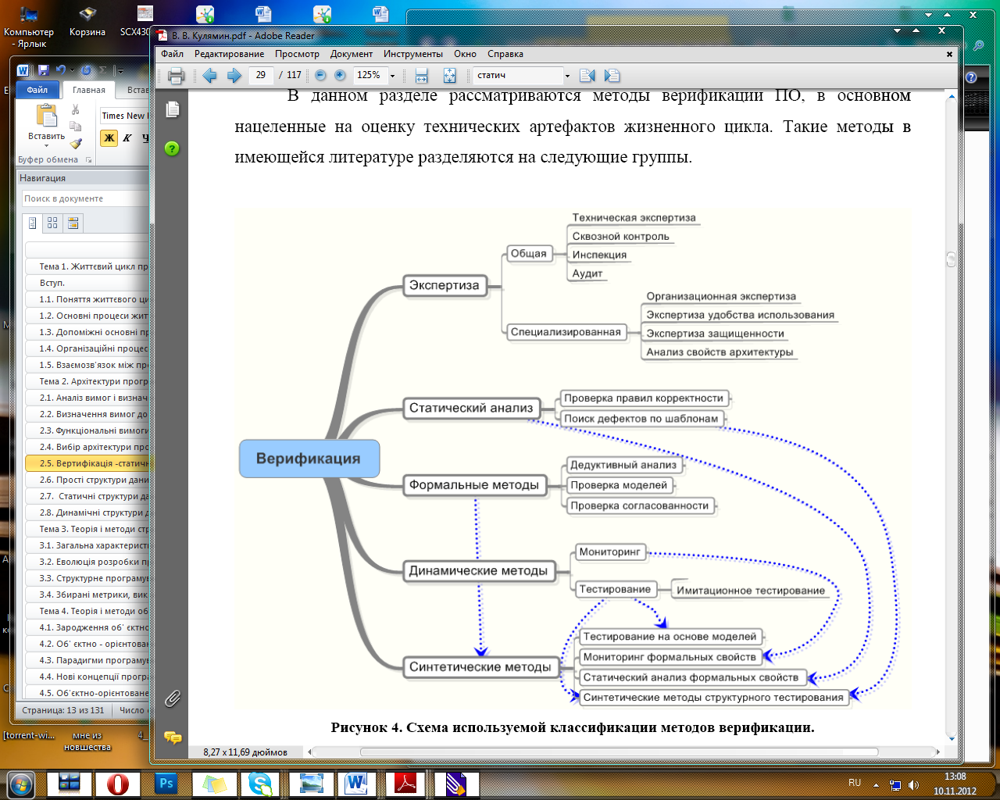 Компьютер
- Ярлык
Корзина
SCX430
В. В. Кулямин.pdf - Adobe Reader
Файл Редактирование Просмотр Документ Инструменты Окно Справка
29 / 117 125% статич
Файл Главная Встав
Вставить
Times New
Ж К Ч
Буфер обмена
Навигация
Поиск в документе
Тема 1. Життєвий цикл пр
Вступ.
1.1. Поняття життєвого ци
1.2. Основні процеси жит
1.3. Допоміжні основні пр
1.4. Організаційні процес
1.5. Взаємозв'язок між пр
Тема 2. Архітектури прогр
2.1. Аналіз вимог і визнач
2.2. Визначення вимог до
2.3. Функціональні вимоги
2.4. Вибір архітектури про
2.5. Вертифікація -статичн
2.6. Прості структури дани
2.7. Статичні структури да
2.8. Динамічні структури д
Тема 3. Теорія і методи стр
3.1. Загальна характерист
3.2. Еволюція розробки пр
3.3. Структурне програмув
3.4. Збирані метрики, вик
Тема 4. Теорія і методи об
4.1. Зародження об' єктно
4.2. Об' єктно - орієнтован
4.3. Парадигми програмув
4.4. Нові концепції програ
4.5. Об'єктно-орієнтоване
Страница: 13 из 131 Число
В данном разделе рассматриваются методы верификации ПО, в основном
нацеленные на оценку технических артефактов жизненного цикла. Такие методы в
имеющейся литературе разделяются на следующие группы.
Верификация
Экспертиза
Общая
Техническая экспертиза
Сквозной контроль
Инспекция
Аудит
Специализированная
Организационная экспертиза
Экспертиза удобства использования
Экспертиза защищенности
Анализ свойств архитектуры
Статический анализ
Проверка правил корректности
Поиск дефектов по шаблонам
Формальные методы
Дедуктивный анализ
Проверка моделей
Проверка согласованности
Динамические методы
Мониторинг
Тестирование
Имитационное тестирование
Синтетические методы
Тестирование на основе моделей
Мониторинг формальных свойств
Статический анализ формальных свойств
Синтетические методы структурного тестирования
Рисунок 4. Схема используемой классификации методов верификации.
8,27 x 11,69 дюймов
[torrent-wi...
мне из
новшества
4_
Ps
RU
13:08
10.11.2012